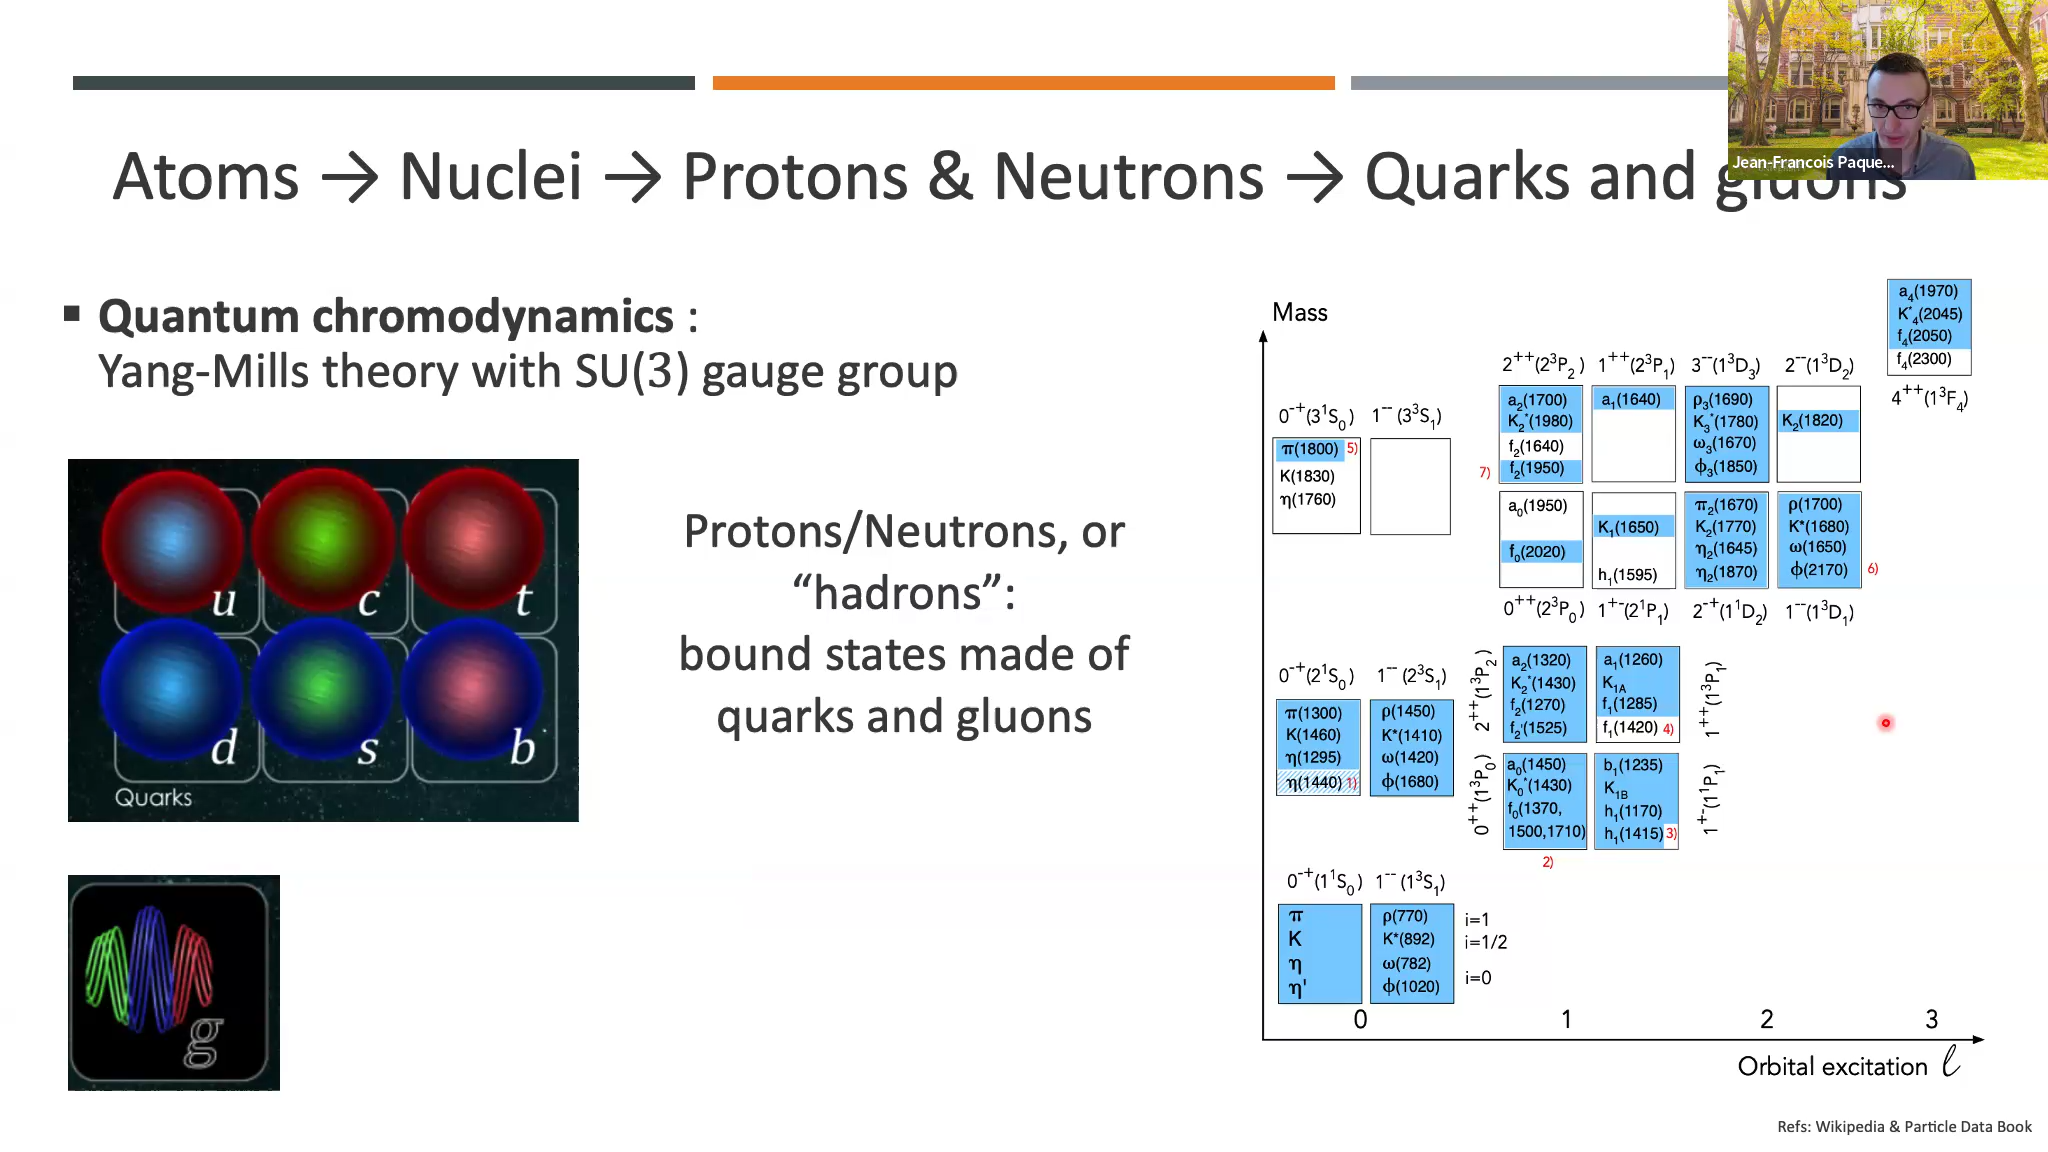 Jean-Francois Paque...
Atoms → Nuclei → Protons & Neutrons → Quarks and gluons
▪ Quantum chromodynamics :
Yang-Mills theory with SU(3) gauge group
u c t
d s b
Quarks
g
Protons/Neutrons, or
“hadrons”:
bound states made of
quarks and gluons
Mass
a4(1970)
K*4(2045)
f4(2050)
f4(2300)
4++(1³F4)
2++(2³P2) 1++(2³P1) 3--(1³D3) 2--(1³D2)
a2(1700)
K2*(1980)
f2(1640)
f2(1950)
7)
a1(1640)
ρ3(1690)
K3*(1780)
ω3(1670)
ϕ3(1850)
K2(1820)
0-+(3¹S0) 1--(3³S1)
π(1800) 5)
K(1830)
η(1760)
a0(1950)
f0(2020)
K1(1650)
h1(1595)
π2(1670)
K2(1770)
η2(1645)
η2(1870)
ρ(1700)
K*(1680)
ω(1650)
ϕ(2170)
6)
0++(2³P0) 1+-(2¹P1) 2-+(1¹D2) 1--(1³D1)
0-+(2¹S0) 1--(2³S1)
π(1300)
K(1460)
η(1295)
η(1440) 1)
ρ(1450)
K*(1410)
ω(1420)
ϕ(1680)
2++(1³P2)
a2(1320)
K2*(1430)
f2(1270)
f2'(1525)
a1(1260)
K1A
f1(1285)
f1(1420) 4)
1++(1³P1)
0++(1³P0)
a0(1450)
K0*(1430)
f0(1370,
1500,1710)
2)
b1(1235)
K1B
h1(1170)
h1(1415) 3)
1+-(1¹P1)
0-+(1¹S0) 1--(1³S1)
π
K
η
η'
ρ(770)
K*(892)
ω(782)
ϕ(1020)
i=1
i=1/2
i=0
0 1 2 3
Orbital excitation ℓ
Refs: Wikipedia & Particle Data Book